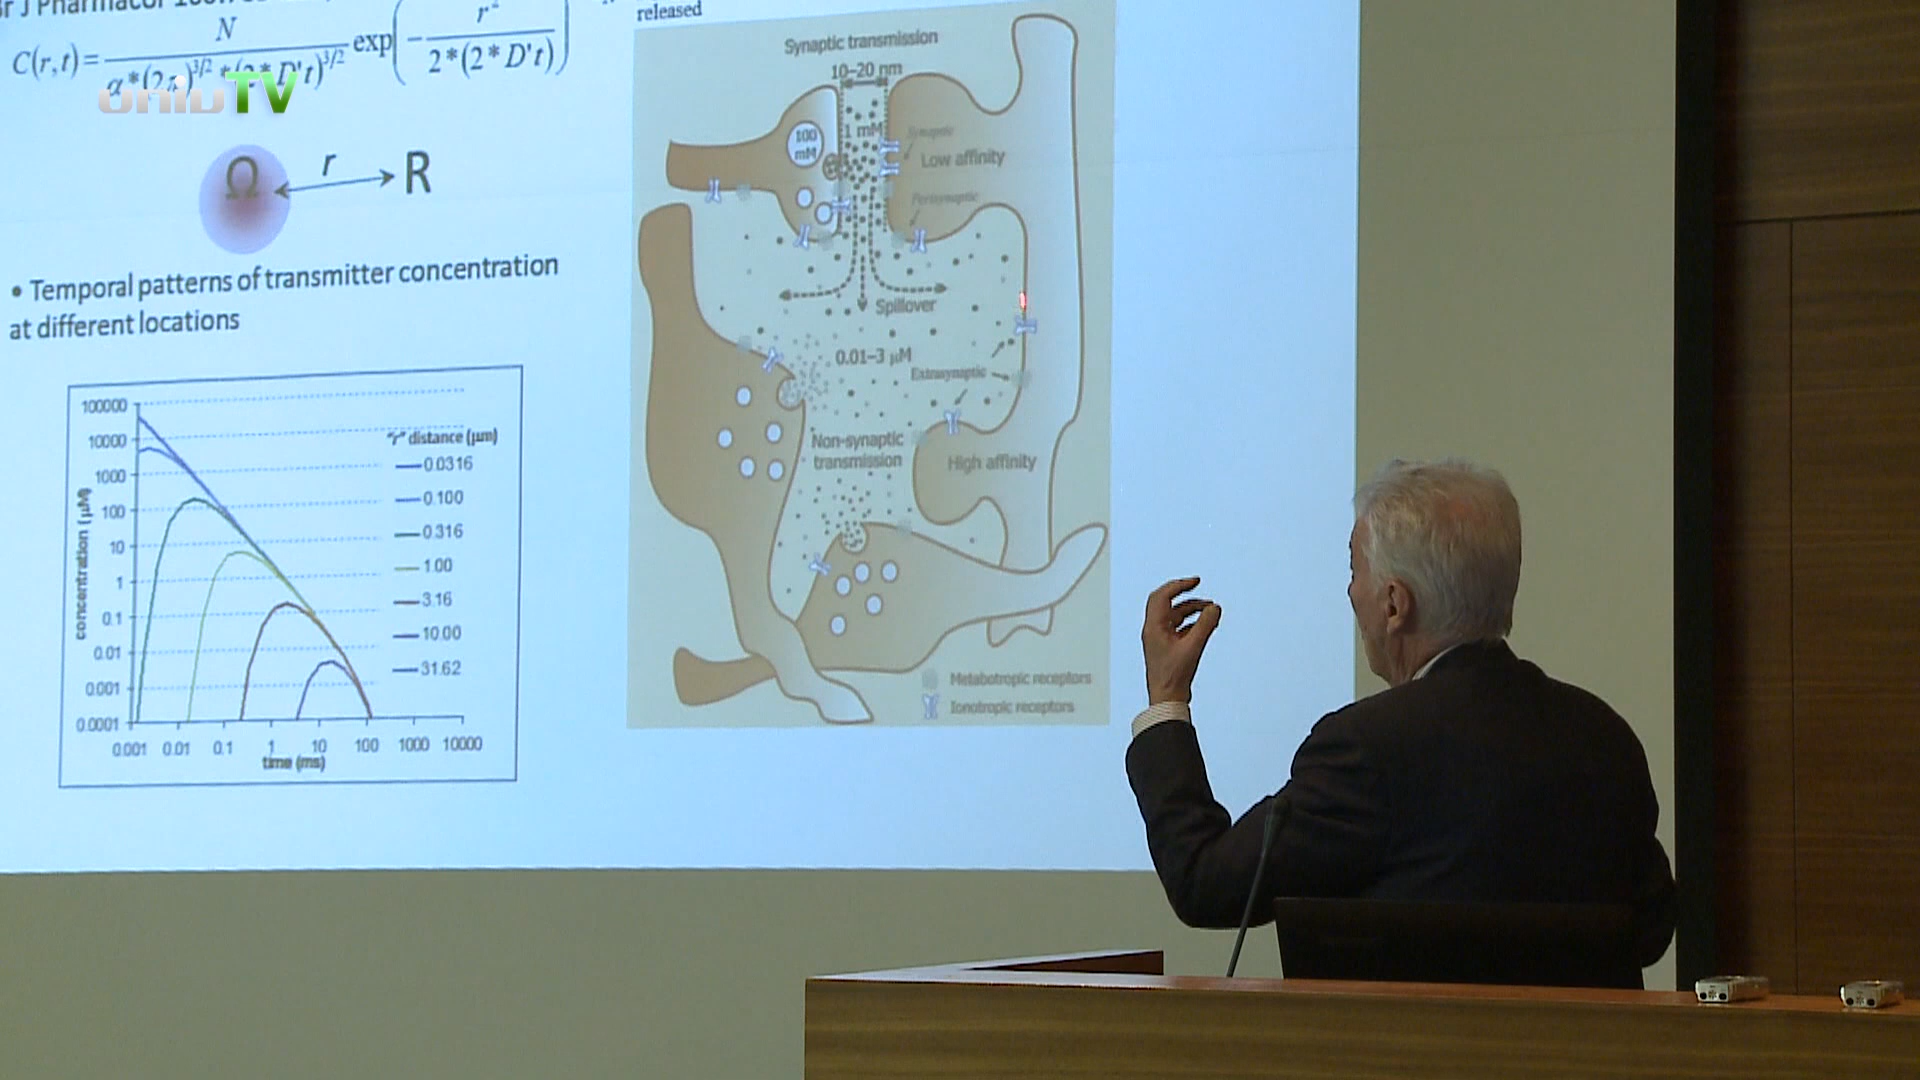 r J Pharmacol
released
C(r,t)= N / α*(2π)^3/2 *(2*D't)^3/2 exp(- r^2 / 2*(2*D't))
uniuTV
Ω r R
• Temporal patterns of transmitter concentration
at different locations
100000
10000
1000
100
10
1
0.1
0.01
0.001
0.0001
concentration (µM)
0.001 0.01 0.1 1 10 100 1000 10000
time (ms)
"r" distance (µm)
0.0316
0.100
0.316
1.00
3.16
10.00
31.62
Synaptic transmission
10–20 nm
100
mM
1 mM
Synaptic
Low affinity
Perisynaptic
Spillover
0.01–3 µM
Extrasynaptic
Non-synaptic
transmission
High affinity
Metabotropic receptors
Ionotropic receptors